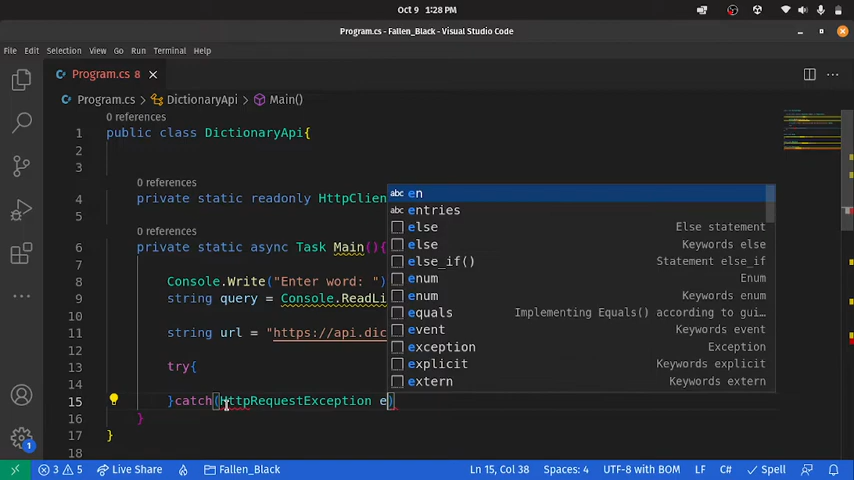 Oct 9 1:28 PM
Program.cs - Fallen_Black - Visual Studio Code
File Edit Selection View Go Run Terminal Help
Program.cs 8
Program.cs > DictionaryApi > Main()
0 references
1 public class DictionaryApi{
2
3
0 references
4 private static readonly HttpClient
5
0 references
6 private static async Task Main(){
7
8 Console.Write("Enter word: ")
9 string query = Console.ReadLi
10
11 string url = "https://api.dic
12
13 try{
14
15 }catch(HttpRequestException e)
16 }
17 }
en
entries
else Else statement
else Keywords else
else_if() Statement else_if
enum Enum
enum Keywords enum
equals Implementing Equals() according to gu…
event Keywords event
exception Exception
explicit Keywords explicit
extern Keywords extern
3 5 Live Share Fallen_Black Ln 15, Col 38 Spaces: 4 UTF-8 with BOM LF C# Spell